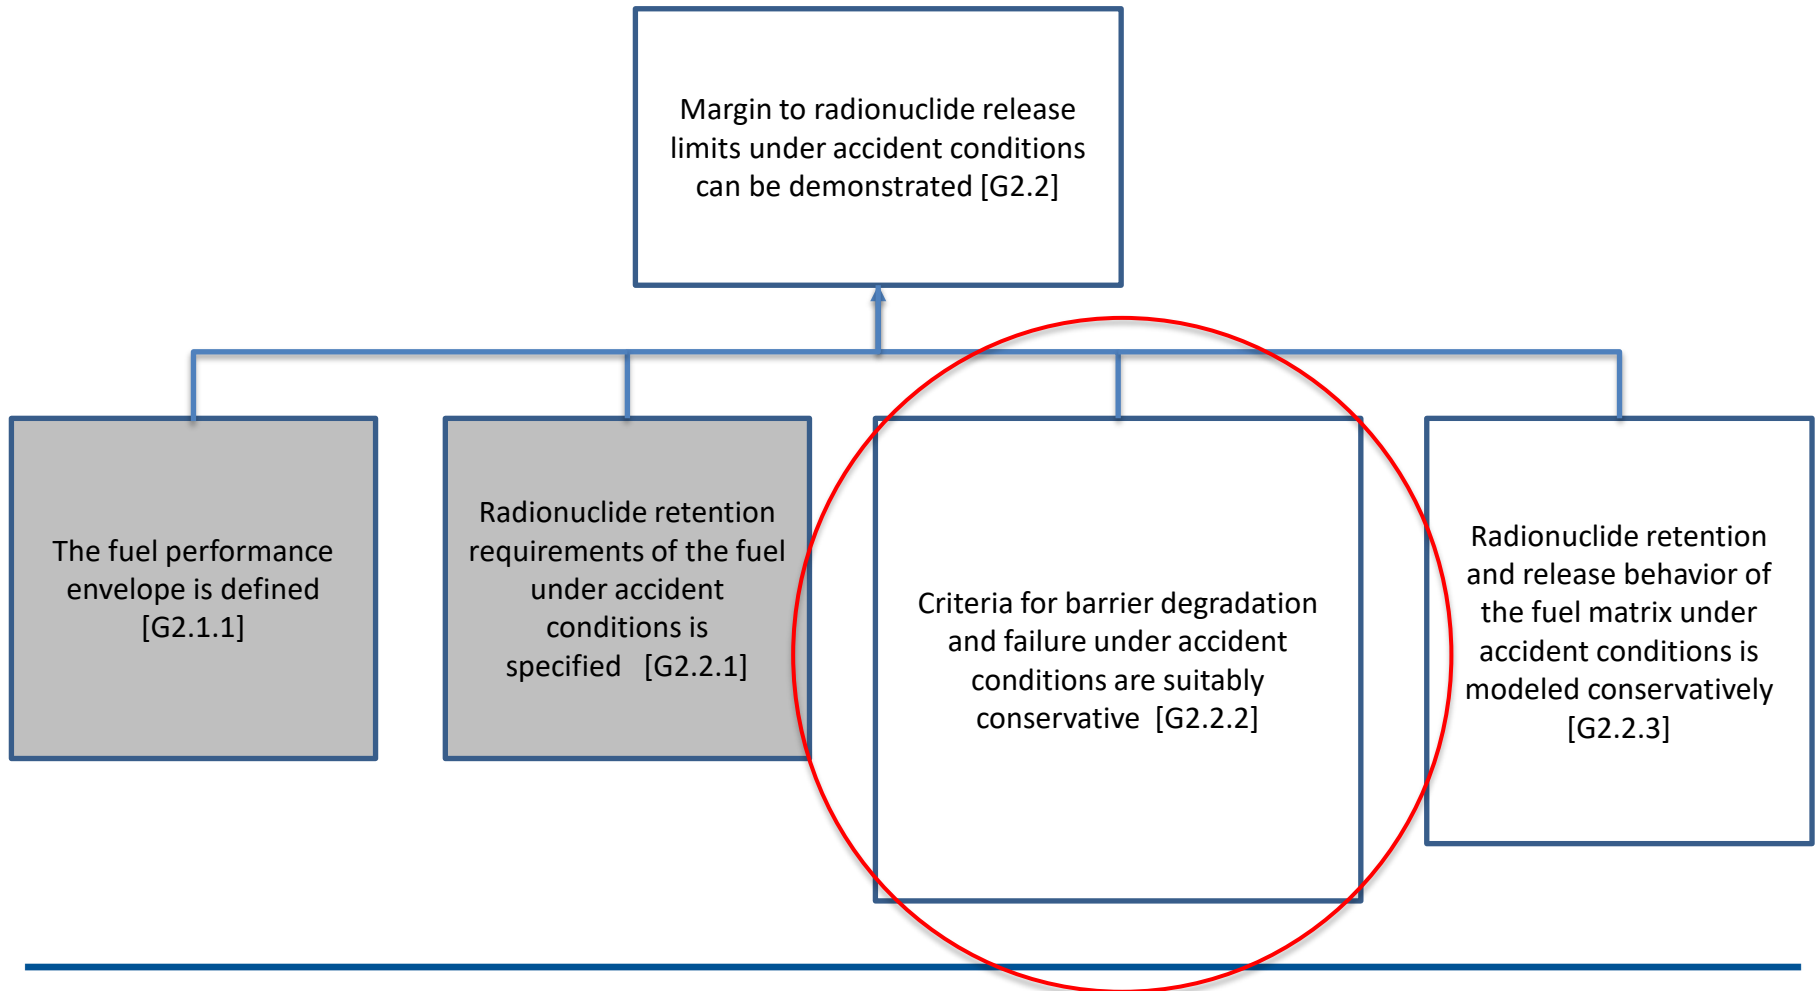 Margin to radionuclide release
limits under accident conditions
can be demonstrated [G2.2]
The fuel performance
envelope is defined
[G2.1.1]
Radionuclide retention
requirements of the fuel
under accident
conditions is
specified [G2.2.1]
Criteria for barrier degradation
and failure under accident
conditions are suitably
conservative [G2.2.2]
Radionuclide retention
and release behavior of
the fuel matrix under
accident conditions is
modeled conservatively
[G2.2.3]